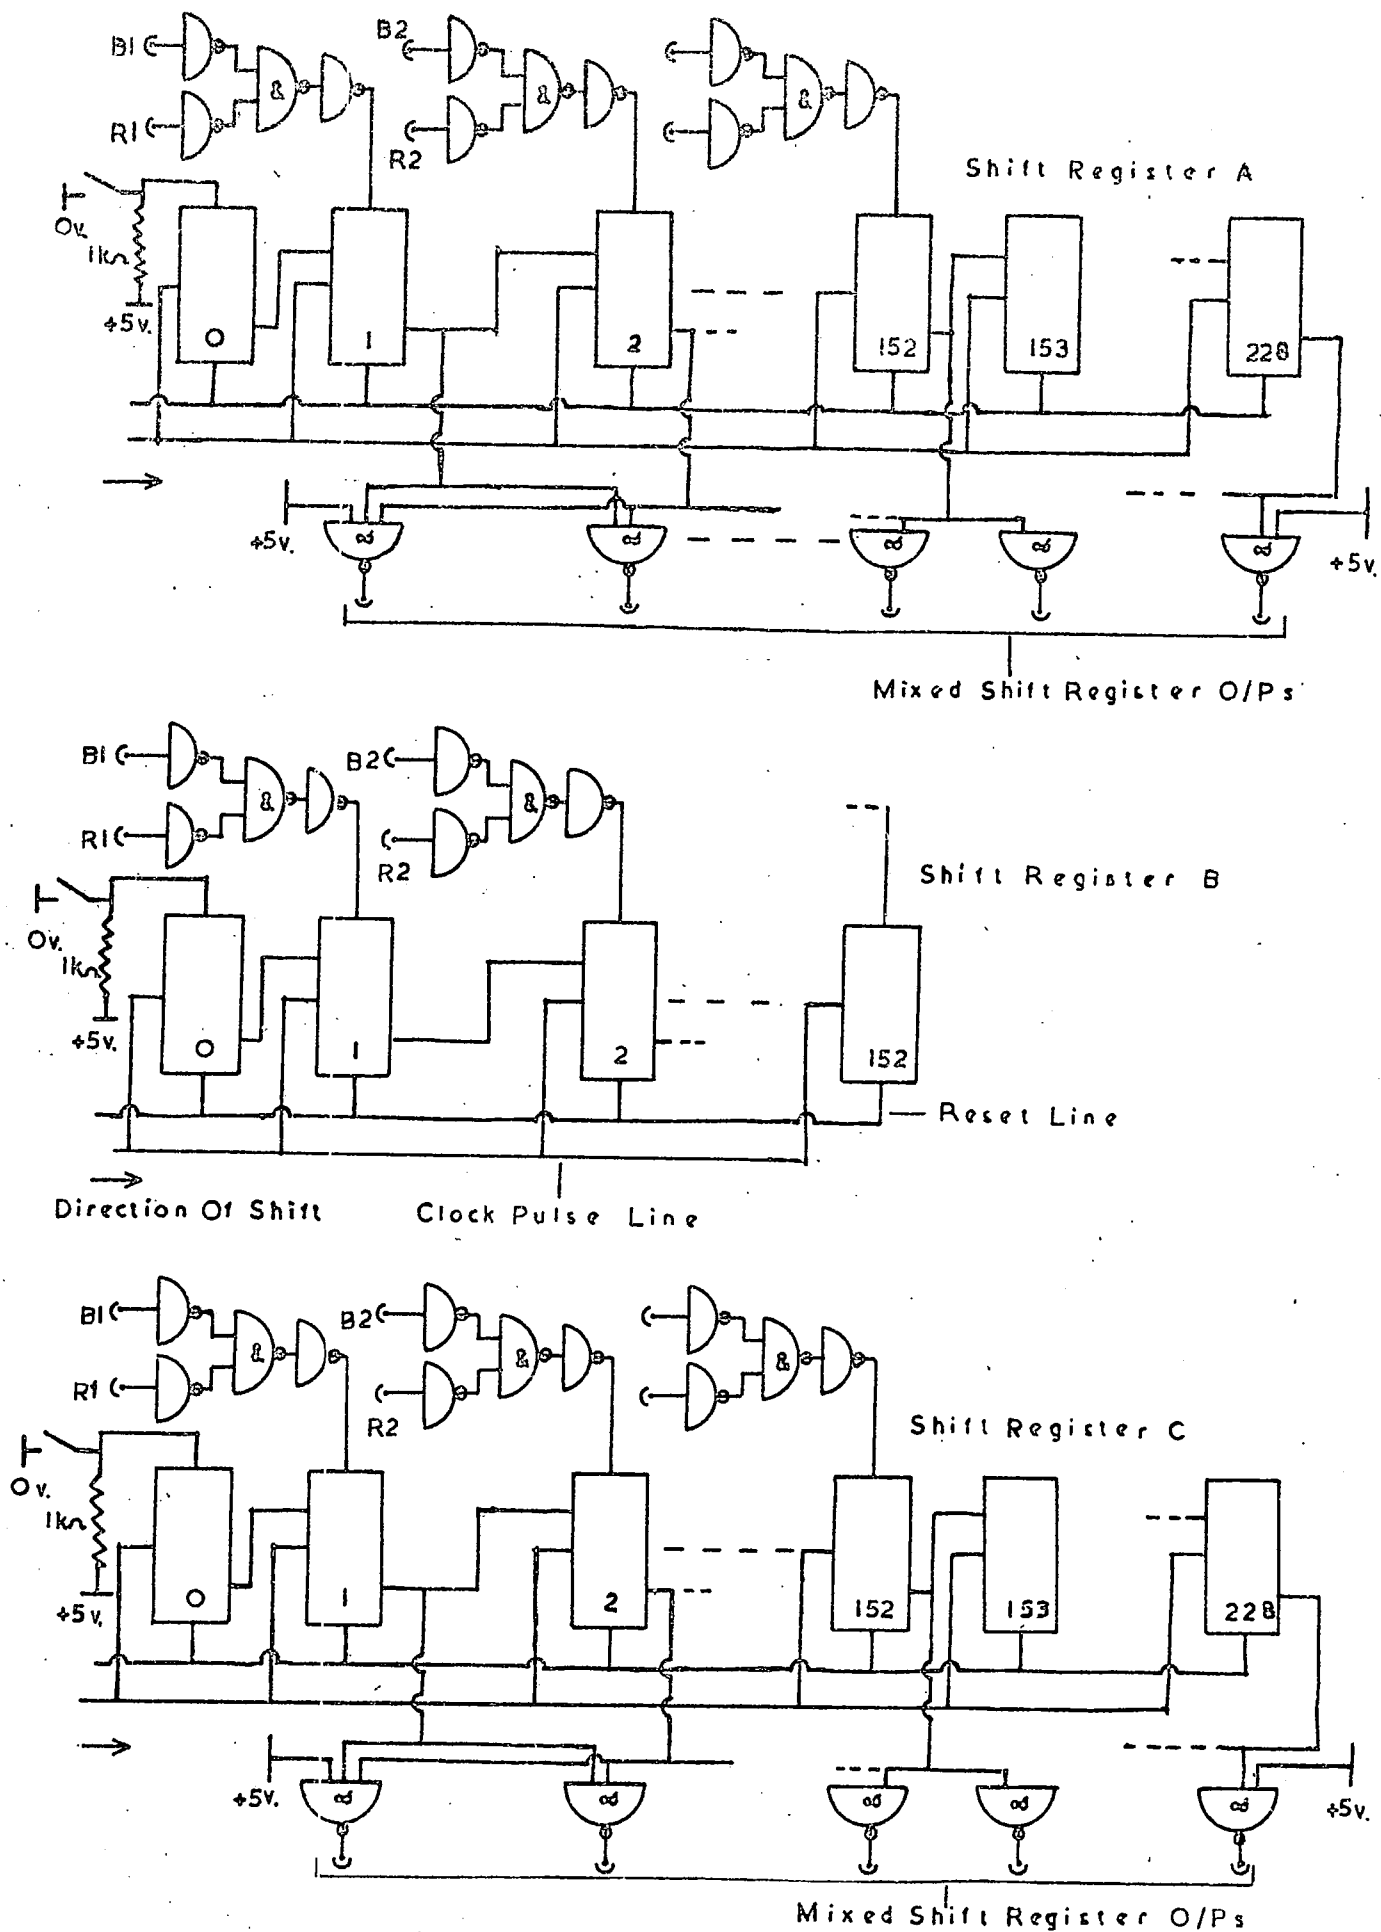 B1
B2
&
&
&
R1
R2
Shift Register A
0v.
1kΩ
+5v.
0
1
2
152
153
228
+5v.
&
&
&
&
&
+5v.
Mixed Shift Register O/Ps
B1
B2
&
&
R1
R2
Shift Register B
0v.
1kΩ
+5v.
0
1
2
152
Reset Line
Direction Of Shift
Clock Pulse Line
B1
B2
&
&
&
R1
R2
Shift Register C
0v.
1kΩ
+5v.
0
1
2
152
153
228
+5v.
&
&
&
&
&
+5v.
Mixed Shift Register O/Ps